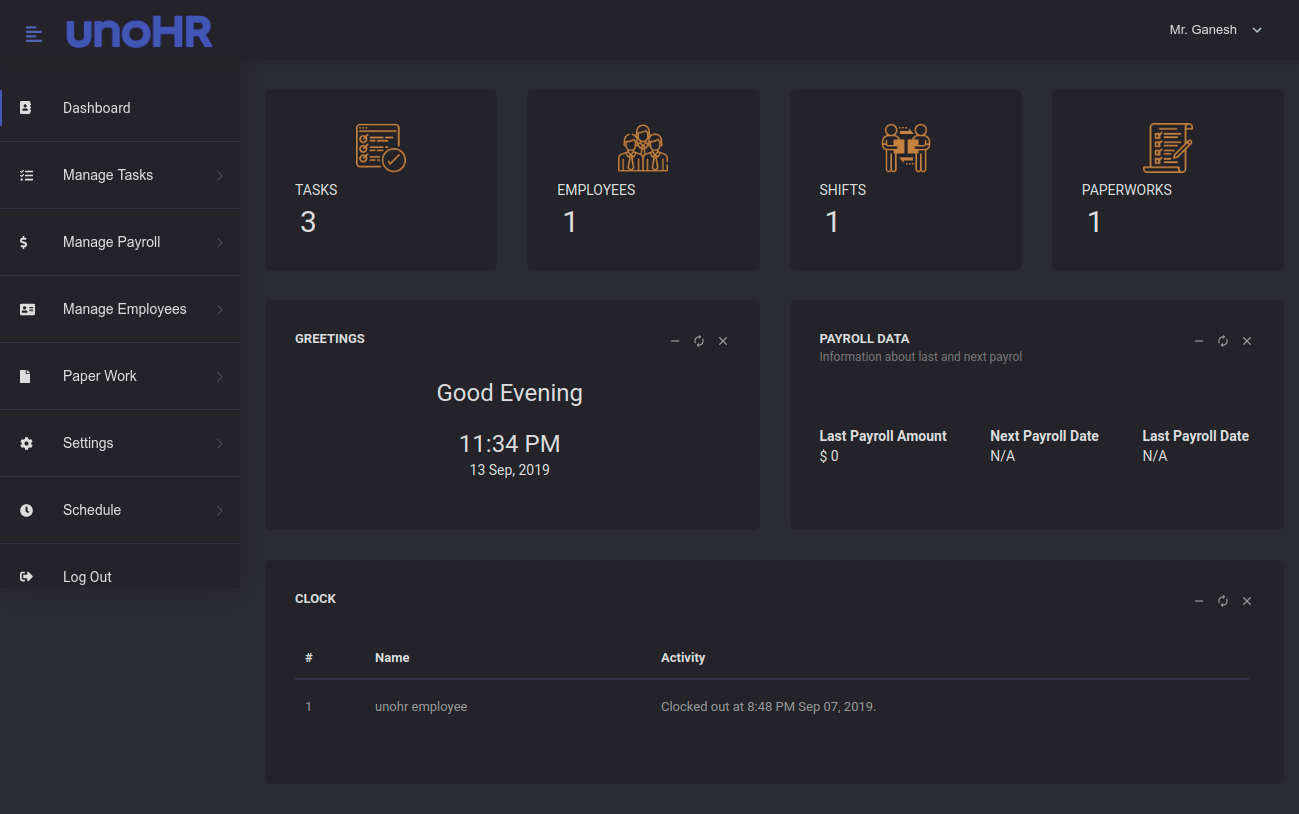 unoHR
Mr. Ganesh
Dashboard
Manage Tasks
Manage Payroll
Manage Employees
Paper Work
Settings
Schedule
Log Out
TASKS
3
EMPLOYEES
1
SHIFTS
1
PAPERWORKS
1
GREETINGS
Good Evening
11:34 PM
13 Sep, 2019
PAYROLL DATA
Information about last and next payrol
Last Payroll Amount
$ 0
Next Payroll Date
N/A
Last Payroll Date
N/A
CLOCK
# Name Activity
1 unohr employee Clocked out at 8:48 PM Sep 07, 2019.